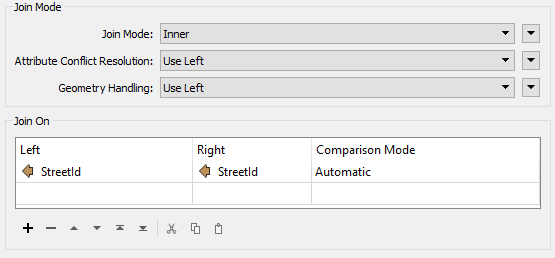 Join Mode
Join Mode: Inner
Attribute Conflict Resolution: Use Left
Geometry Handling: Use Left
Join On
Left Right Comparison Mode
StreetId StreetId Automatic